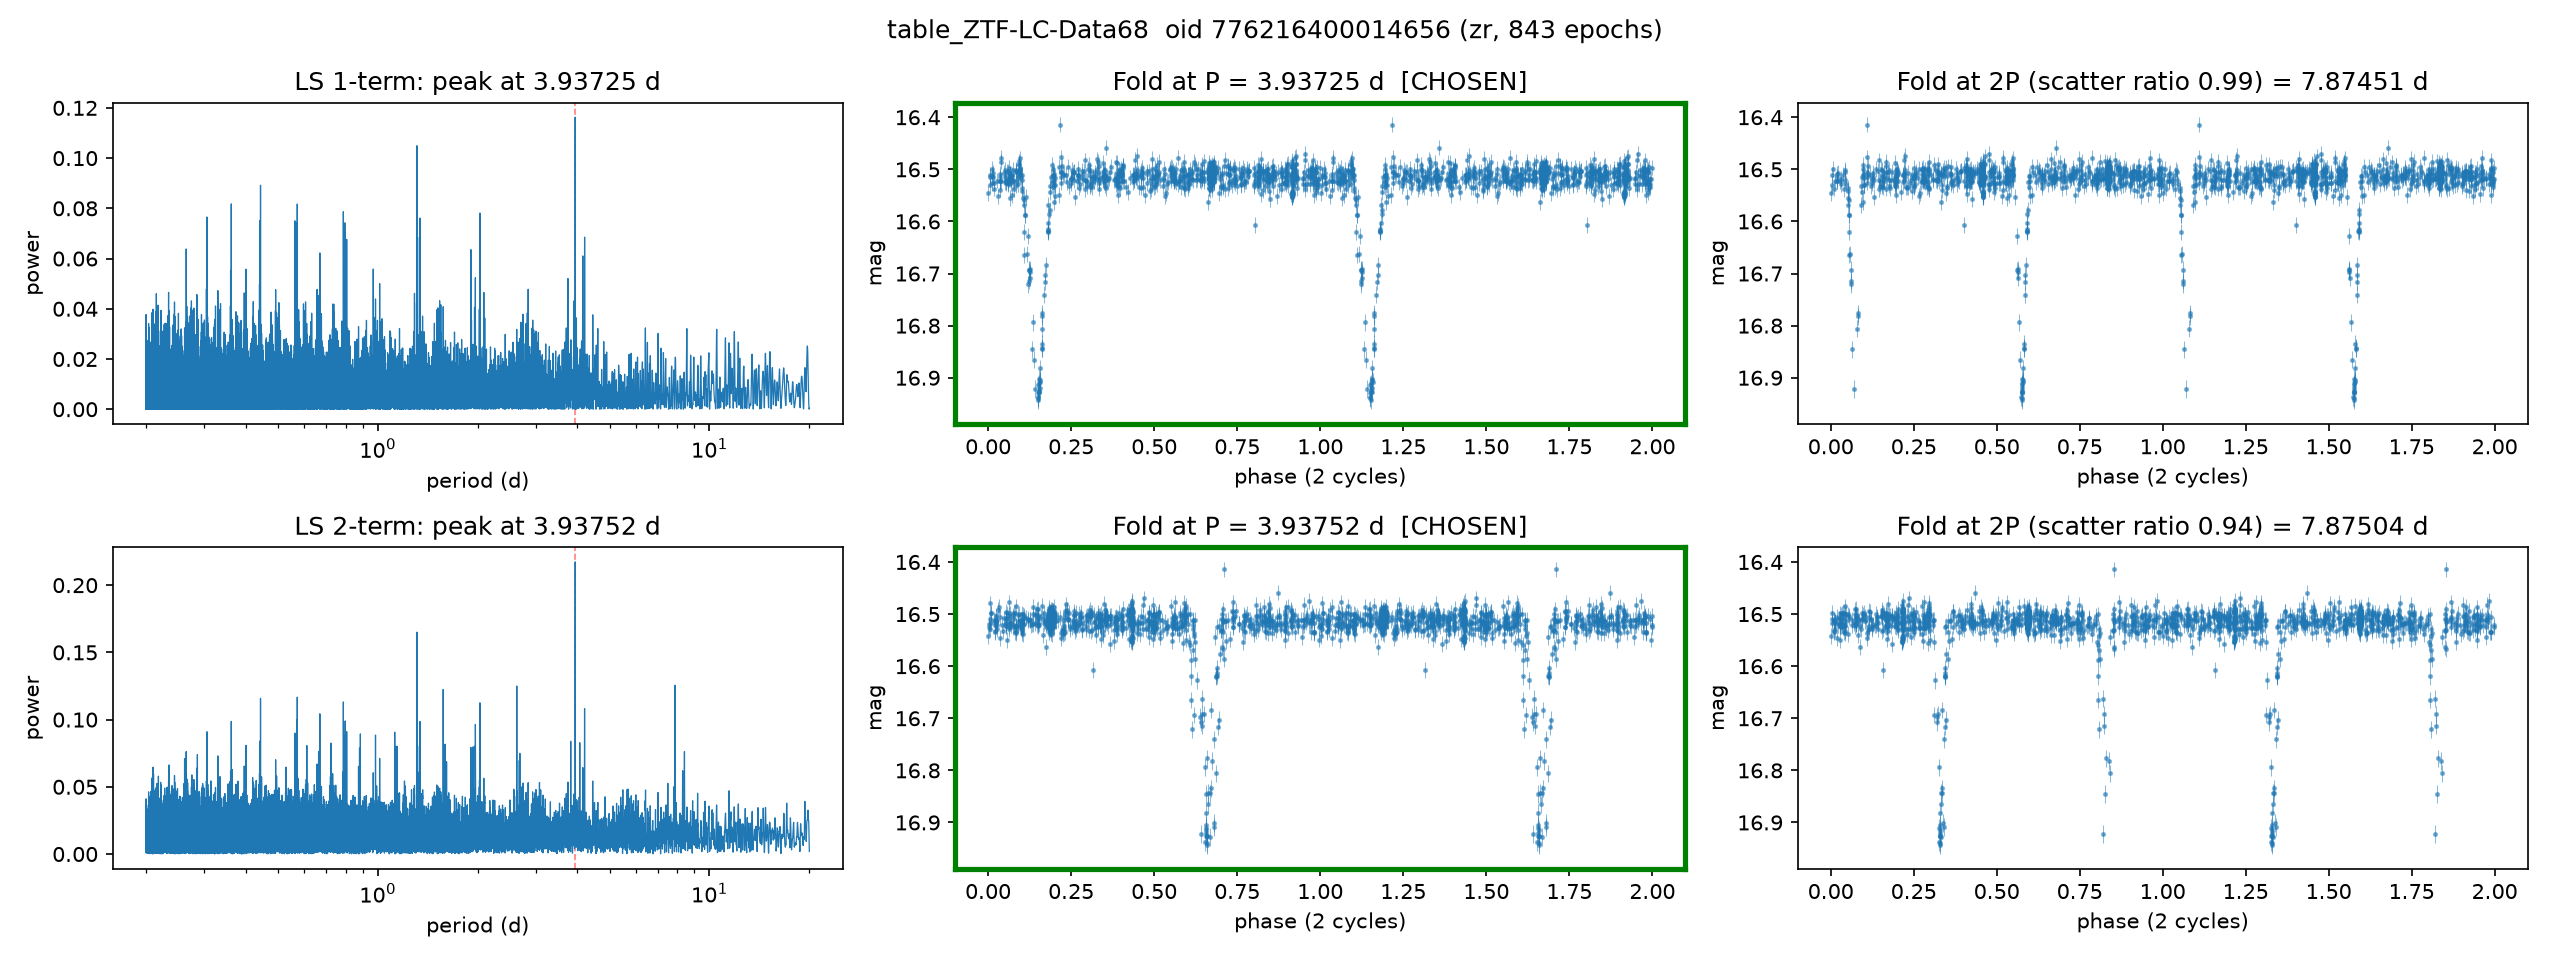 table_ZTF-LC-Data68  oid 776216400014656 (zr, 843 epochs)
LS 1-term: peak at 3.93725 d
0.12
0.10
0.08
0.06
0.04
0.02
0.00
power
10⁰
10¹
period (d)
Fold at P = 3.93725 d  [CHOSEN]
16.4
16.5
16.6
16.7
16.8
16.9
mag
0.00 0.25 0.50 0.75 1.00 1.25 1.50 1.75 2.00
phase (2 cycles)
Fold at 2P (scatter ratio 0.99) = 7.87451 d
16.4
16.5
16.6
16.7
16.8
16.9
mag
0.00 0.25 0.50 0.75 1.00 1.25 1.50 1.75 2.00
phase (2 cycles)
LS 2-term: peak at 3.93752 d
0.20
0.15
0.10
0.05
0.00
power
10⁰
10¹
period (d)
Fold at P = 3.93752 d  [CHOSEN]
16.4
16.5
16.6
16.7
16.8
16.9
mag
0.00 0.25 0.50 0.75 1.00 1.25 1.50 1.75 2.00
phase (2 cycles)
Fold at 2P (scatter ratio 0.94) = 7.87504 d
16.4
16.5
16.6
16.7
16.8
16.9
mag
0.00 0.25 0.50 0.75 1.00 1.25 1.50 1.75 2.00
phase (2 cycles)